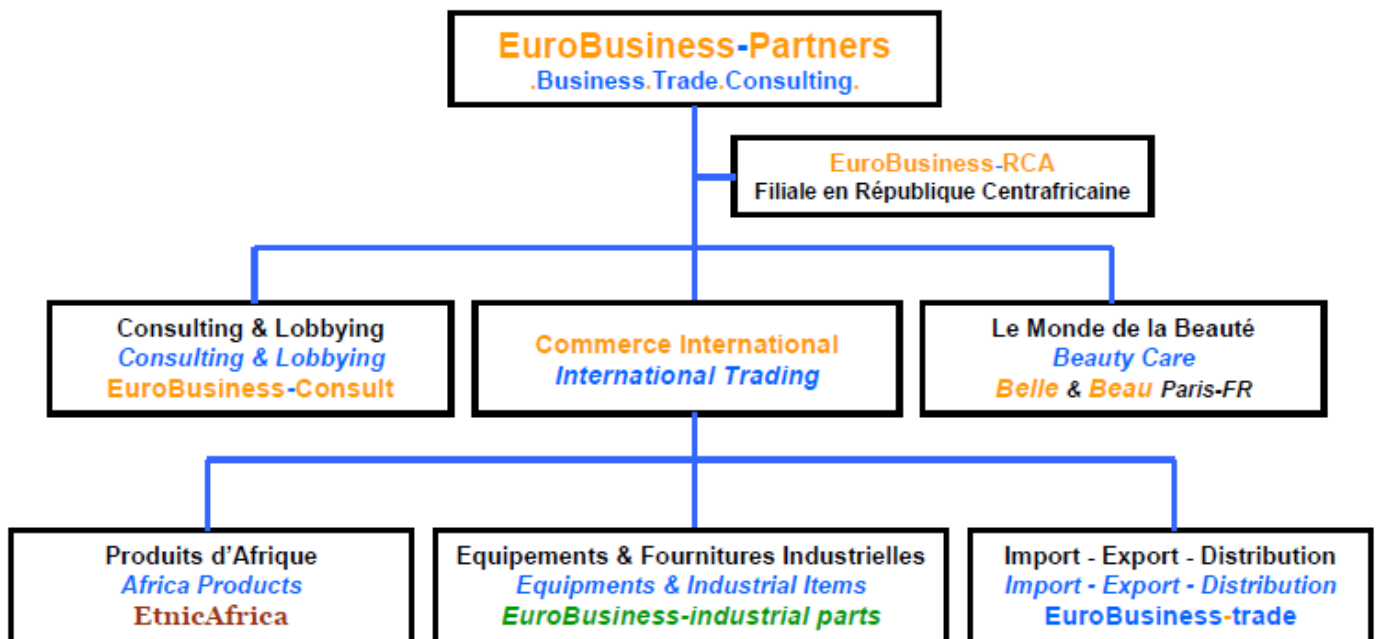 EuroBusiness-Partners
.Business.Trade.Consulting.
EuroBusiness-RCA
Filiale en République Centrafricaine
Consulting & Lobbying
Consulting & Lobbying
EuroBusiness-Consult
Commerce International
International Trading
Le Monde de la Beauté
Beauty Care
Belle & Beau Paris-FR
Produits d'Afrique
Africa Products
EtnicAfrica
Equipements & Fournitures Industrielles
Equipments & Industrial Items
EuroBusiness-industrial parts
Import - Export - Distribution
Import - Export - Distribution
EuroBusiness-trade